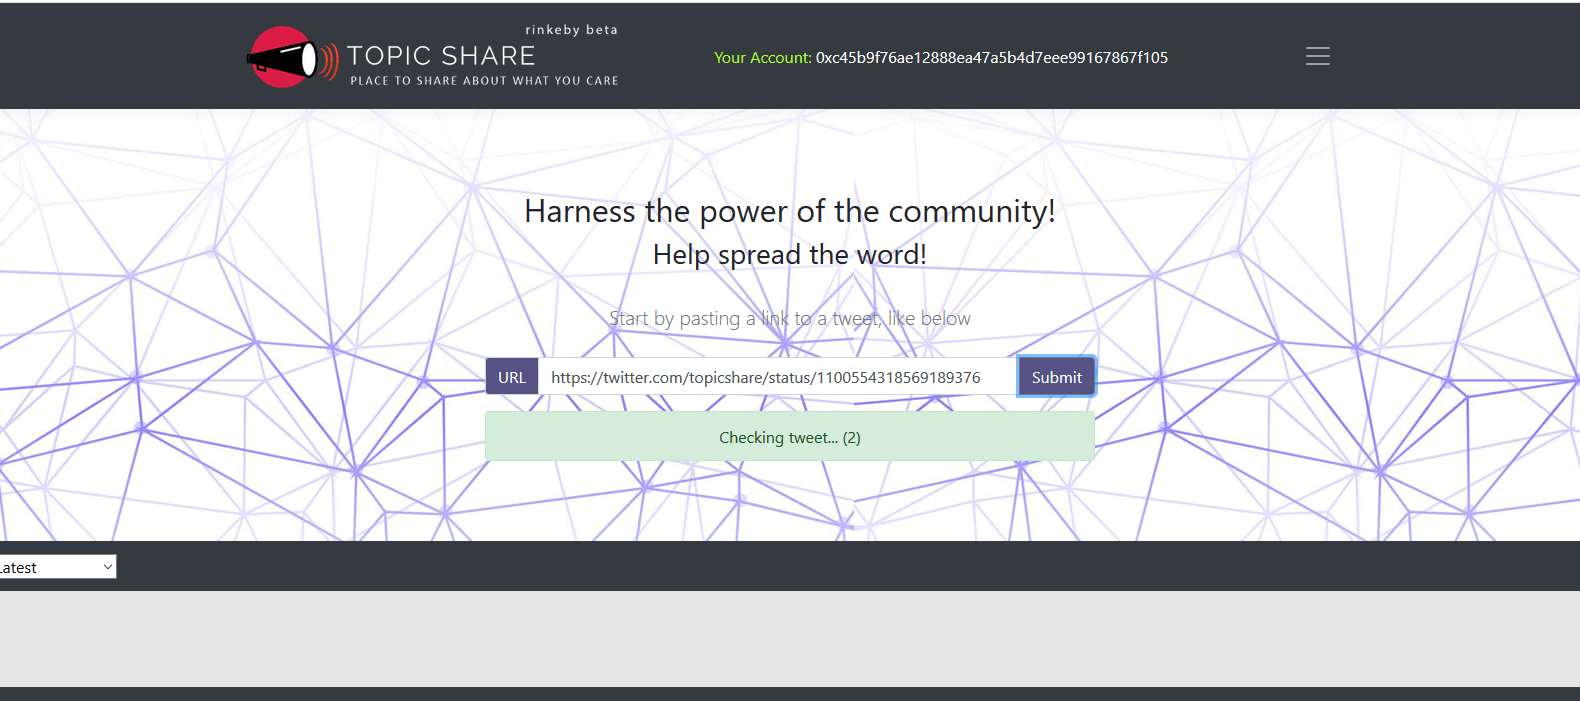 rinkeby beta
TOPIC SHARE
PLACE TO SHARE ABOUT WHAT YOU CARE
Your Account: 0xc45b9f76ae12888ea47a5b4d7eee99167867f105
Harness the power of the community!
Help spread the word!
Start by pasting a link to a tweet, like below
URL https://twitter.com/topicshare/status/1100554318569189376 Submit
Checking tweet... (2)
Latest